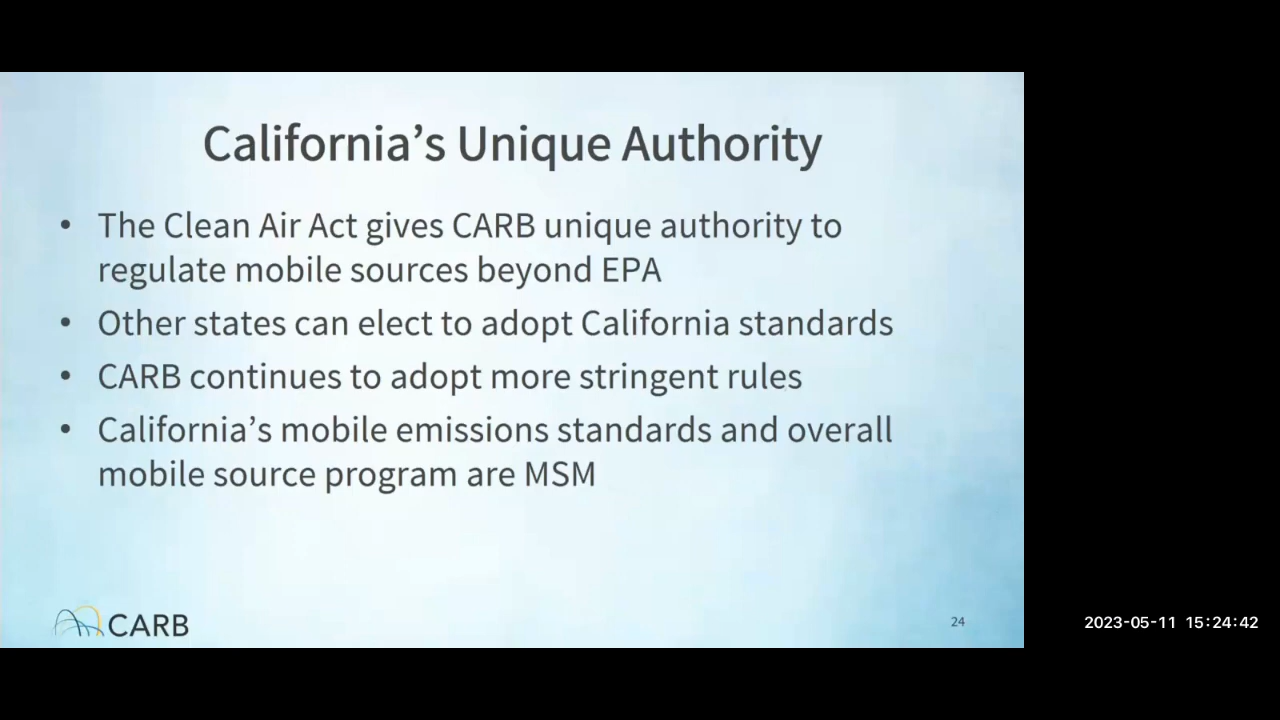 California’s Unique Authority
• The Clean Air Act gives CARB unique authority to
regulate mobile sources beyond EPA
• Other states can elect to adopt California standards
• CARB continues to adopt more stringent rules
• California’s mobile emissions standards and overall
mobile source program are MSM
CARB
24
2023-05-11 15:24:42